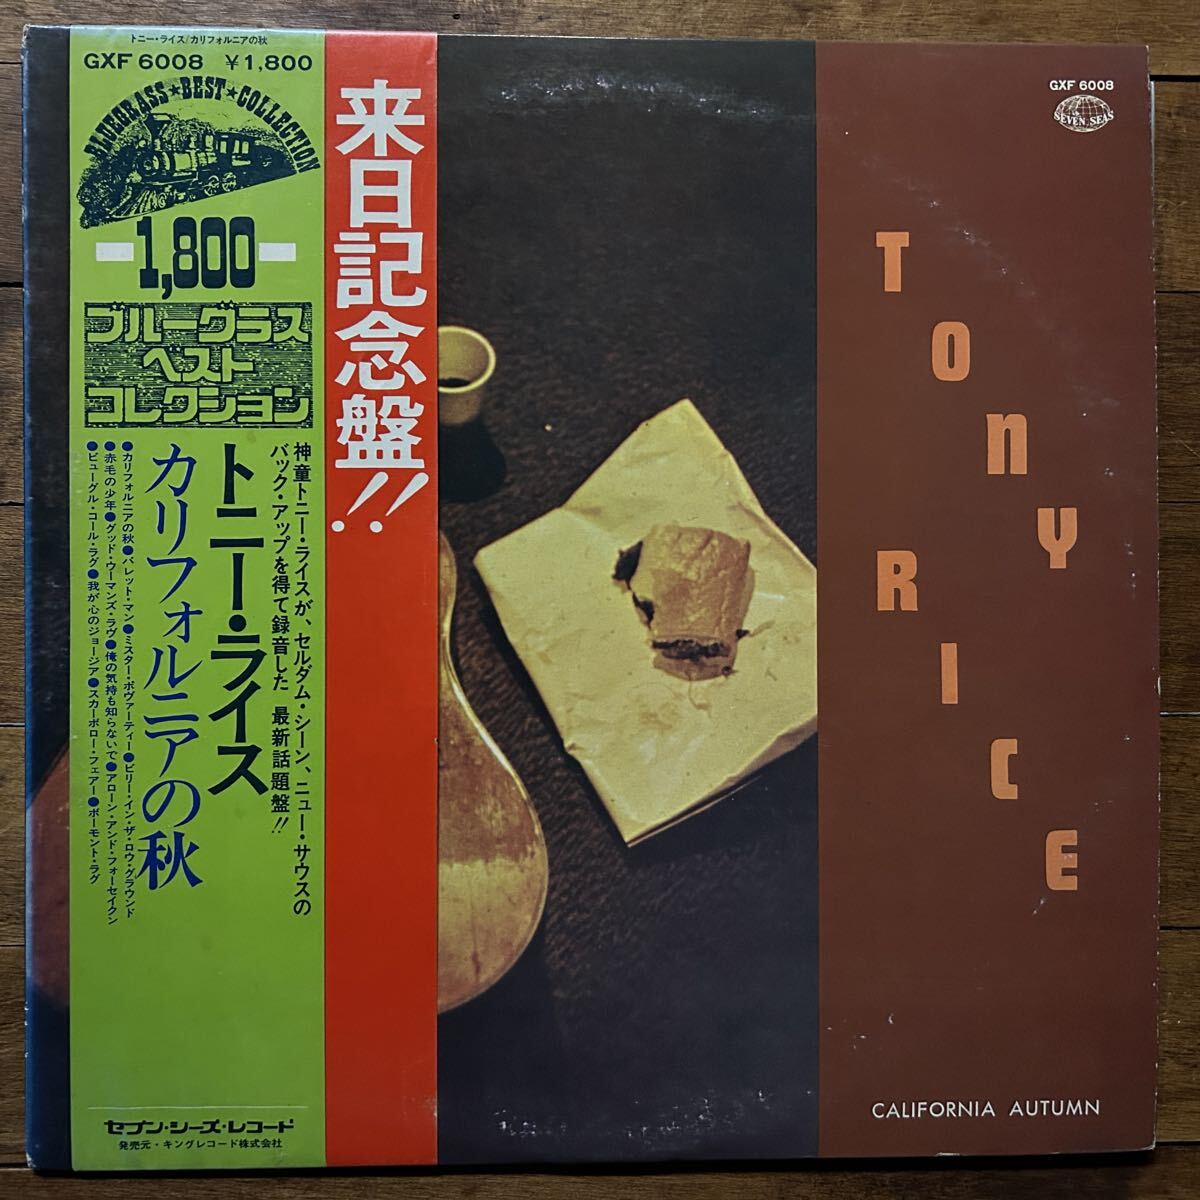 トニー・ライス/カリフォルニアの秋
GXF 6008 ¥1,800
BLUEGRASS★BEST★COLLECTION
-1,800-
ブルーグラス
ベスト
コレクション
来日記念盤!!
神童トニー・ライスが、セルダム・シーン、ニュー・サウスの
バック・アップを得て録音した 最新話題盤!!
トニー・ライス
カリフォルニアの秋
●カリフォルニアの秋●バレット・マン●ミスター・ポヴァーティー●ビリー・イン・ザ・ロウ・グラウンド
●赤毛の少年●グッド・ウーマンズ・ラヴ●俺の気持も知らないで●アローン・アンド・フォーセイクン
●ビューグル・コール・ラグ●我が心のジョージア●スカーボロー・フェアー●ボーモント・ラグ
セブン・シーズ・レコード
発売元・キングレコード株式会社
GXF 6008
SEVEN SEAS
TONY
RICE
CALIFORNIA AUTUMN